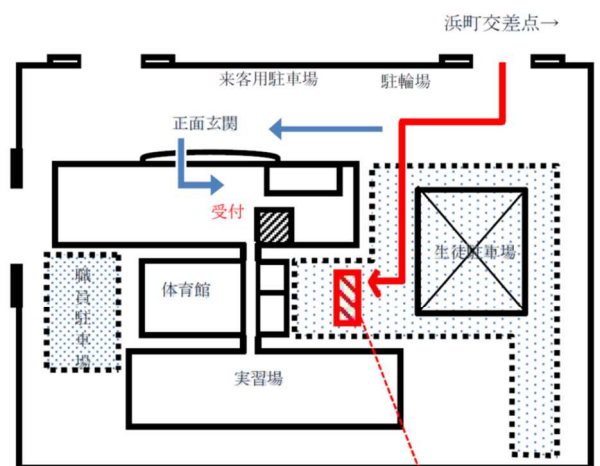 浜町交差点→
来客用駐車場
駐輪場
正面玄関
受付
生徒駐車場
職員駐車場
体育館
実習場